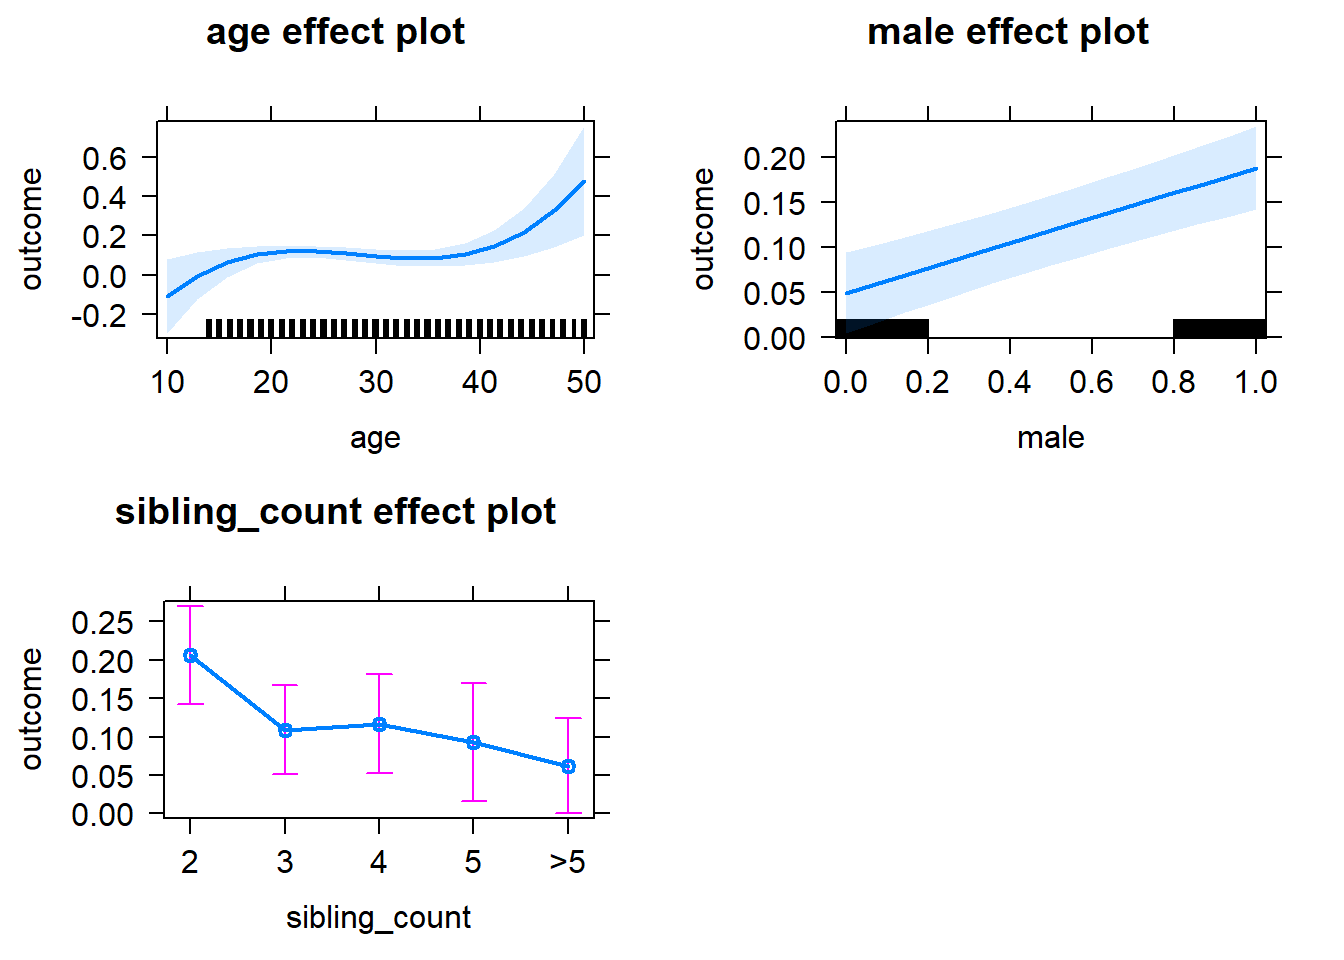 age effect plot
outcome
0.6
0.4
0.2
0.0
-0.2
10 20 30 40 50
age
male effect plot
outcome
0.20
0.15
0.10
0.05
0.00
0.0 0.2 0.4 0.6 0.8 1.0
male
sibling_count effect plot
outcome
0.25
0.20
0.15
0.10
0.05
0.00
2 3 4 5 >5
sibling_count